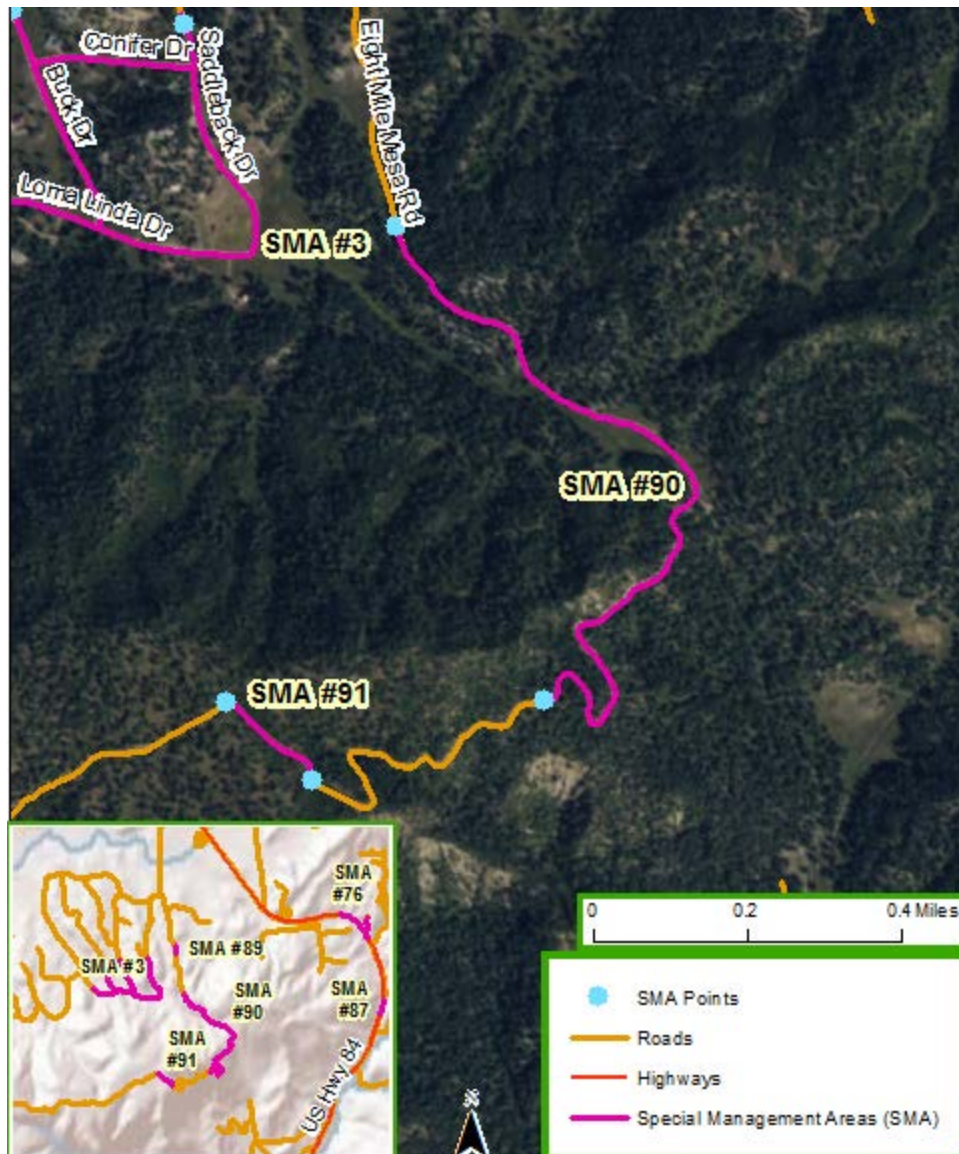 Conifer Dr
Saddleback Dr
Eight Mile Mesa Rd
Buck Dr
Loma Linda Dr
SMA #3
SMA #90
SMA #91
SMA
#76
SMA #89
SMA #3
SMA
#90
SMA
#87
SMA
#91
US Hwy 84
0 0.2 0.4 Miles
SMA Points
Roads
Highways
Special Management Areas (SMA)